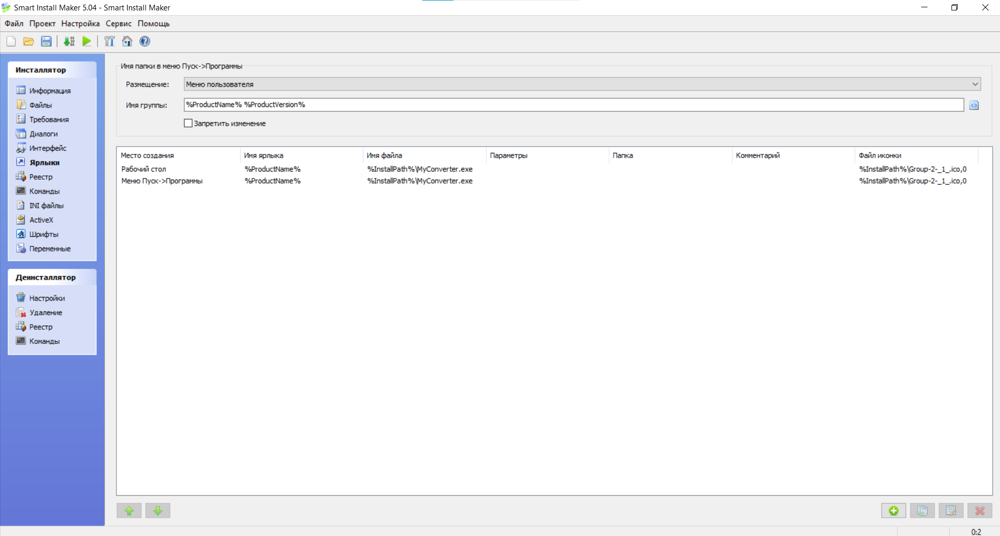 Smart Install Maker 5.04 - Smart Install Maker
Файл Проект Настройка Сервис Помощь
Инсталлятор
Информация
Файлы
Требования
Диалоги
Интерфейс
Ярлыки
Реестр
Команды
INI файлы
ActiveX
Шрифты
Переменные
Деинсталлятор
Настройки
Удаление
Реестр
Команды
Имя папки в меню Пуск->Программы
Размещение: Меню пользователя
Имя группы: %ProductName% %ProductVersion%
Запретить изменение
Место создания Имя ярлыка Имя файла Параметры Папка Комментарий Файл иконки
Рабочий стол %ProductName% %InstallPath%\MyConverter.exe %InstallPath%\Group-2-_1_.ico,0
Меню Пуск->Программы %ProductName% %InstallPath%\MyConverter.exe %InstallPath%\Group-2-_1_.ico,0
0:2